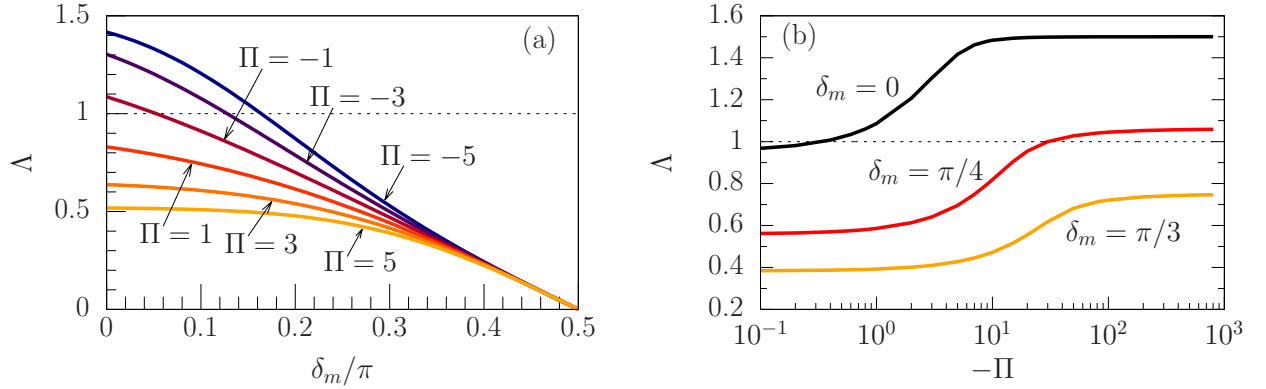 1.5
(a)
Π = −1
Π = −3
1
Λ
Π = −5
0.5
Π = 1
Π = 3
Π = 5
0
0 0.1 0.2 0.3 0.4 0.5
δm/π
1.6
(b)
1.4
δm = 0
1.2
1
Λ
δm = π/4
0.8
0.6
δm = π/3
0.4
0.2
10−1 100 101 102 103
−Π